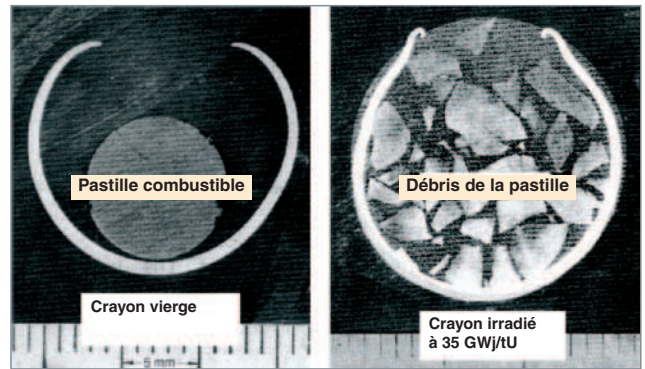 Pastille combustible
Crayon vierge
5 mm
Débris de la pastille
Crayon irradié
à 35 GWj/tU